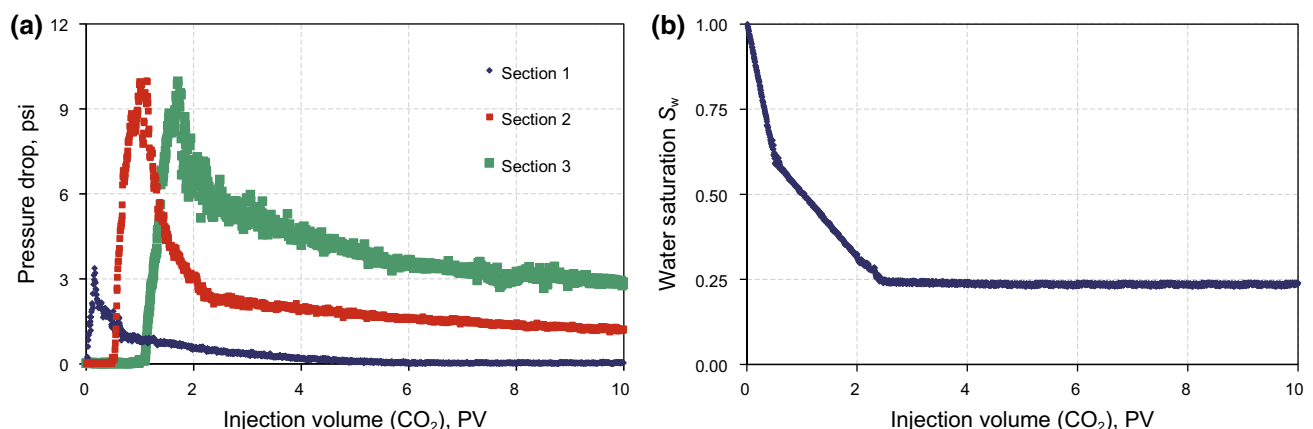 (a)
12
9
6
3
0
Pressure drop, psi
Section 1
Section 2
Section 3
0 2 4 6 8 10
Injection volume (CO₂), PV
(b)
1.00
0.75
0.50
0.25
0.00
Water saturation Sw
0 2 4 6 8 10
Injection volume (CO₂), PV